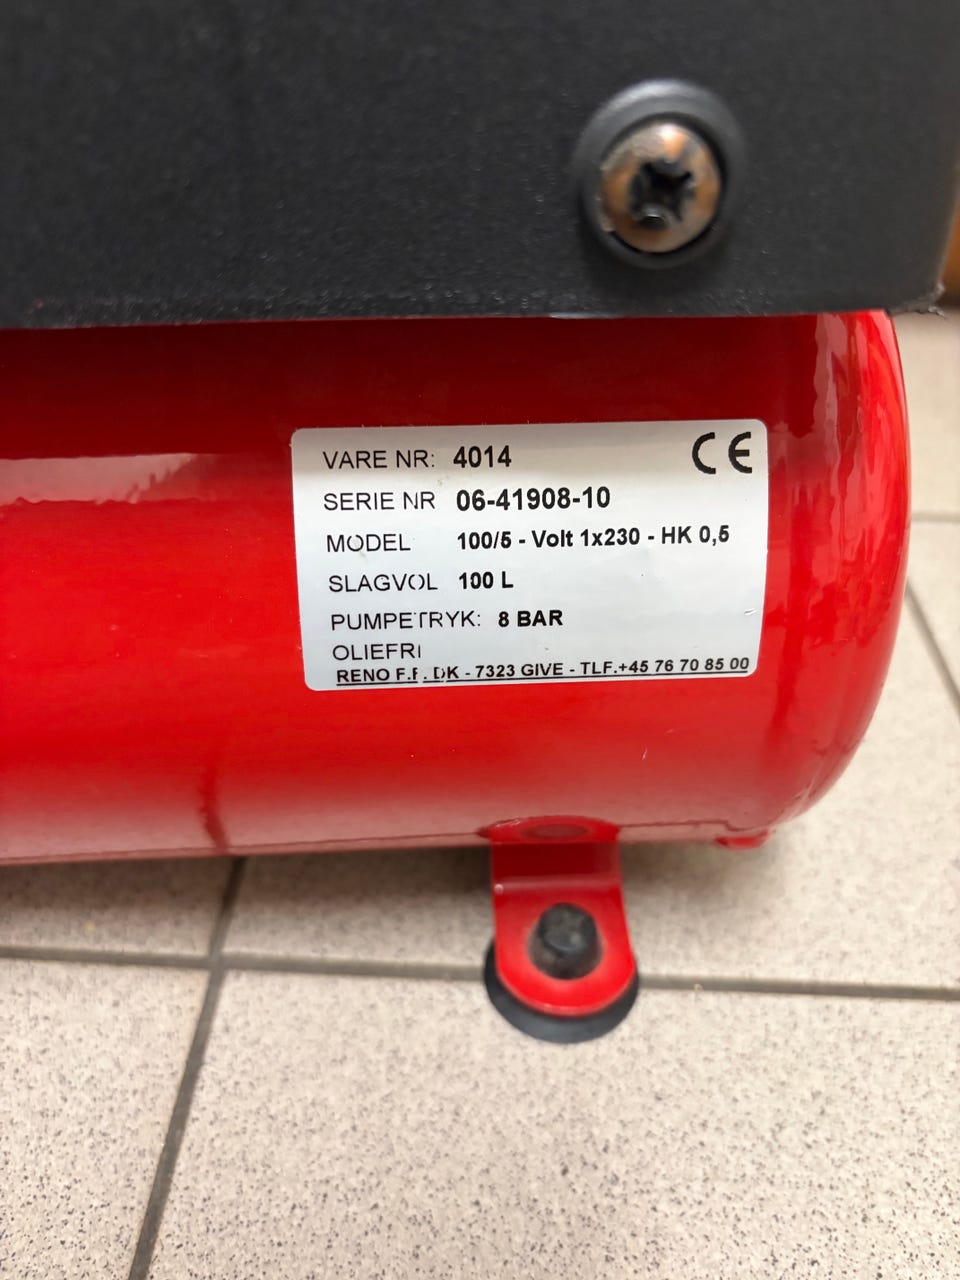 VARE NR: 4014 CE
SERIE NR 06-41908-10
MODEL 100/5 - Volt 1x230 - HK 0,5
SLAGVOL 100 L
PUMPETRYK: 8 BAR
OLIEFRI
RENO F.F. DK - 7323 GIVE - TLF.+45 76 70 85 00